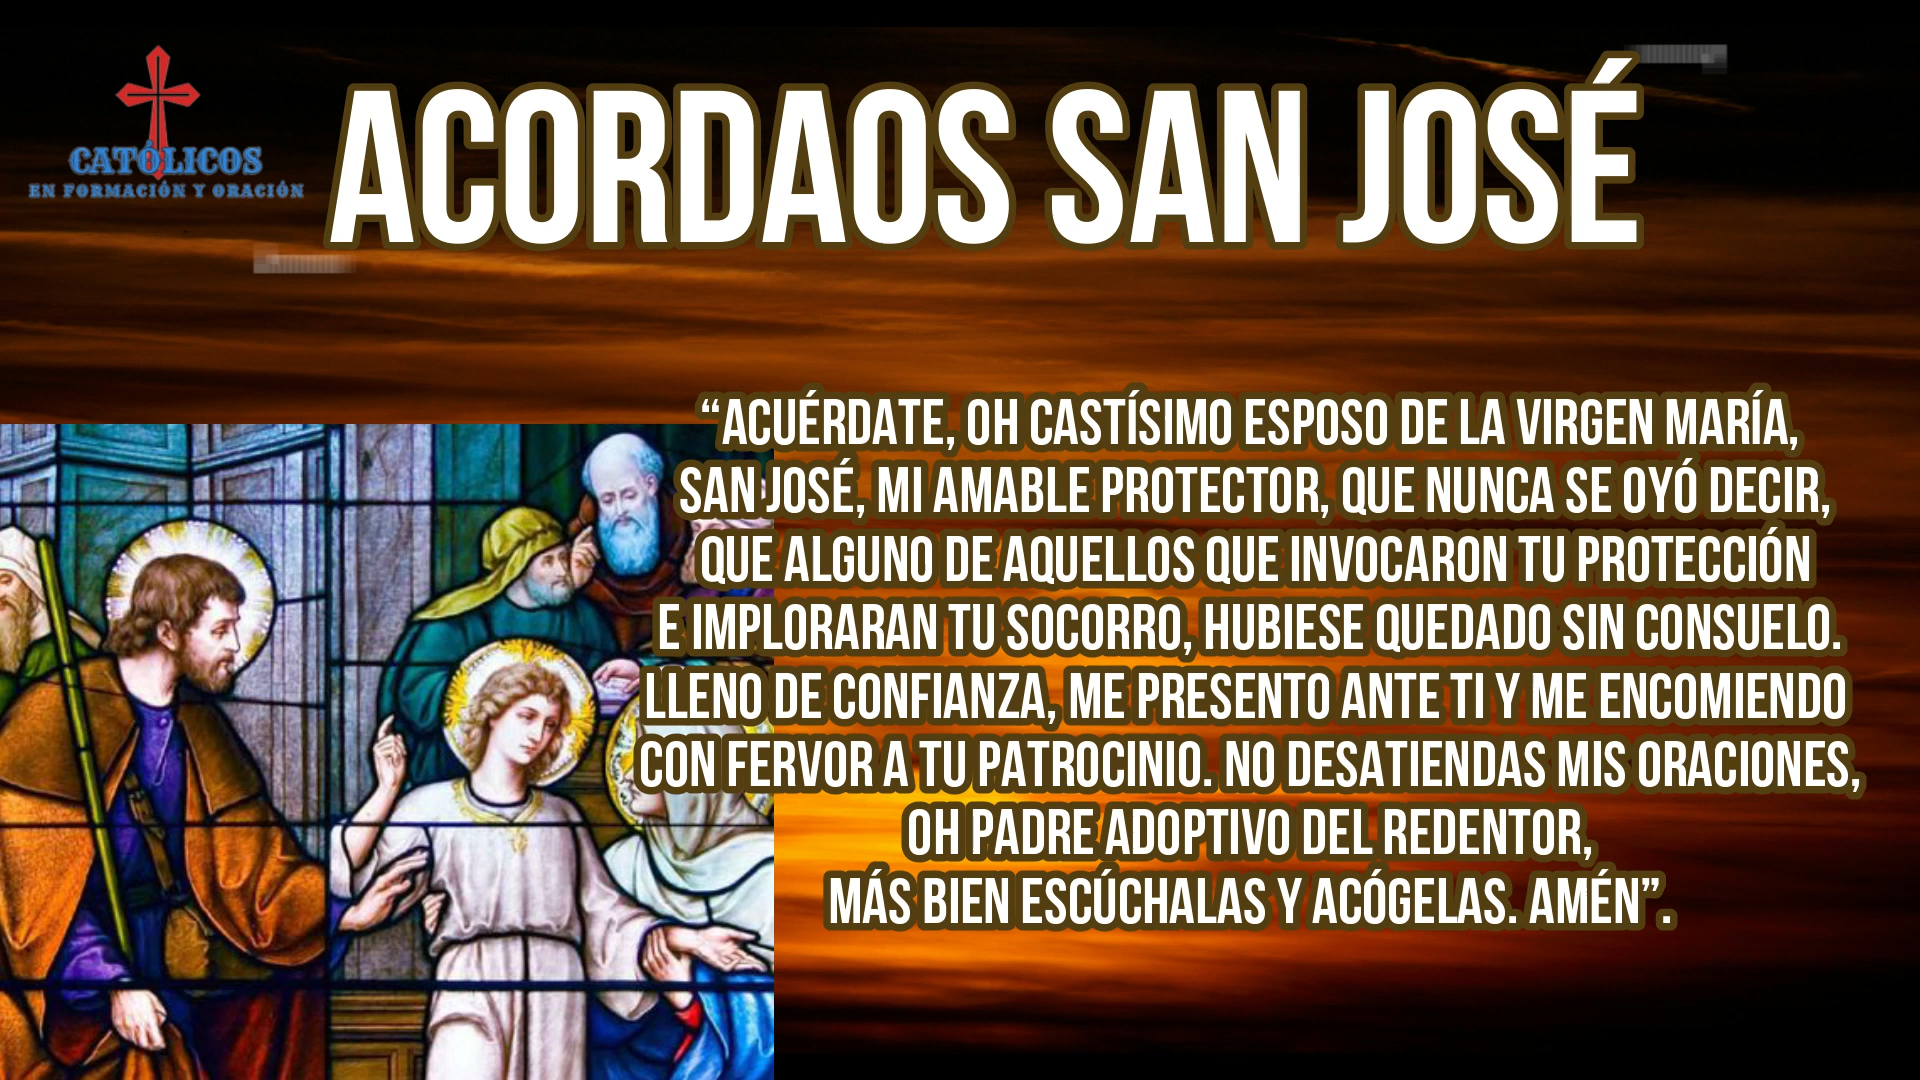 CATÓLICOS
EN FORMACIÓN Y ORACIÓN
ACORDAOS SAN JOSÉ
“ACUÉRDATE, OH CASTÍSIMO ESPOSO DE LA VIRGEN MARÍA,
SAN JOSÉ, MI AMABLE PROTECTOR, QUE NUNCA SE OYÓ DECIR,
QUE ALGUNO DE AQUELLOS QUE INVOCARON TU PROTECCIÓN
E IMPLORARAN TU SOCORRO, HUBIESE QUEDADO SIN CONSUELO.
LLENO DE CONFIANZA, ME PRESENTO ANTE TI Y ME ENCOMIENDO
CON FERVOR A TU PATROCINIO. NO DESATIENDAS MIS ORACIONES,
OH PADRE ADOPTIVO DEL REDENTOR,
MÁS BIEN ESCÚCHALAS Y ACÓGELAS. AMÉN”.